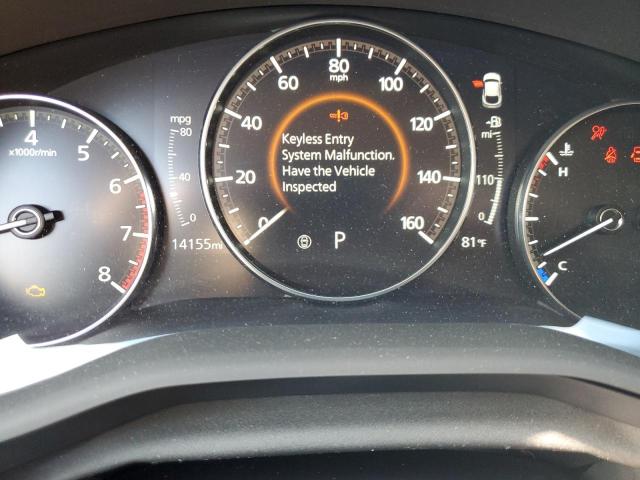 4
5
6
7
8
x1000r/min
mpg
80
40
0
14155mi
0
20
40
60
80
mph
100
120
140
160
Keyless Entry
System Malfunction.
Have the Vehicle
Inspected
P
mi
110
0
81°F
H
C